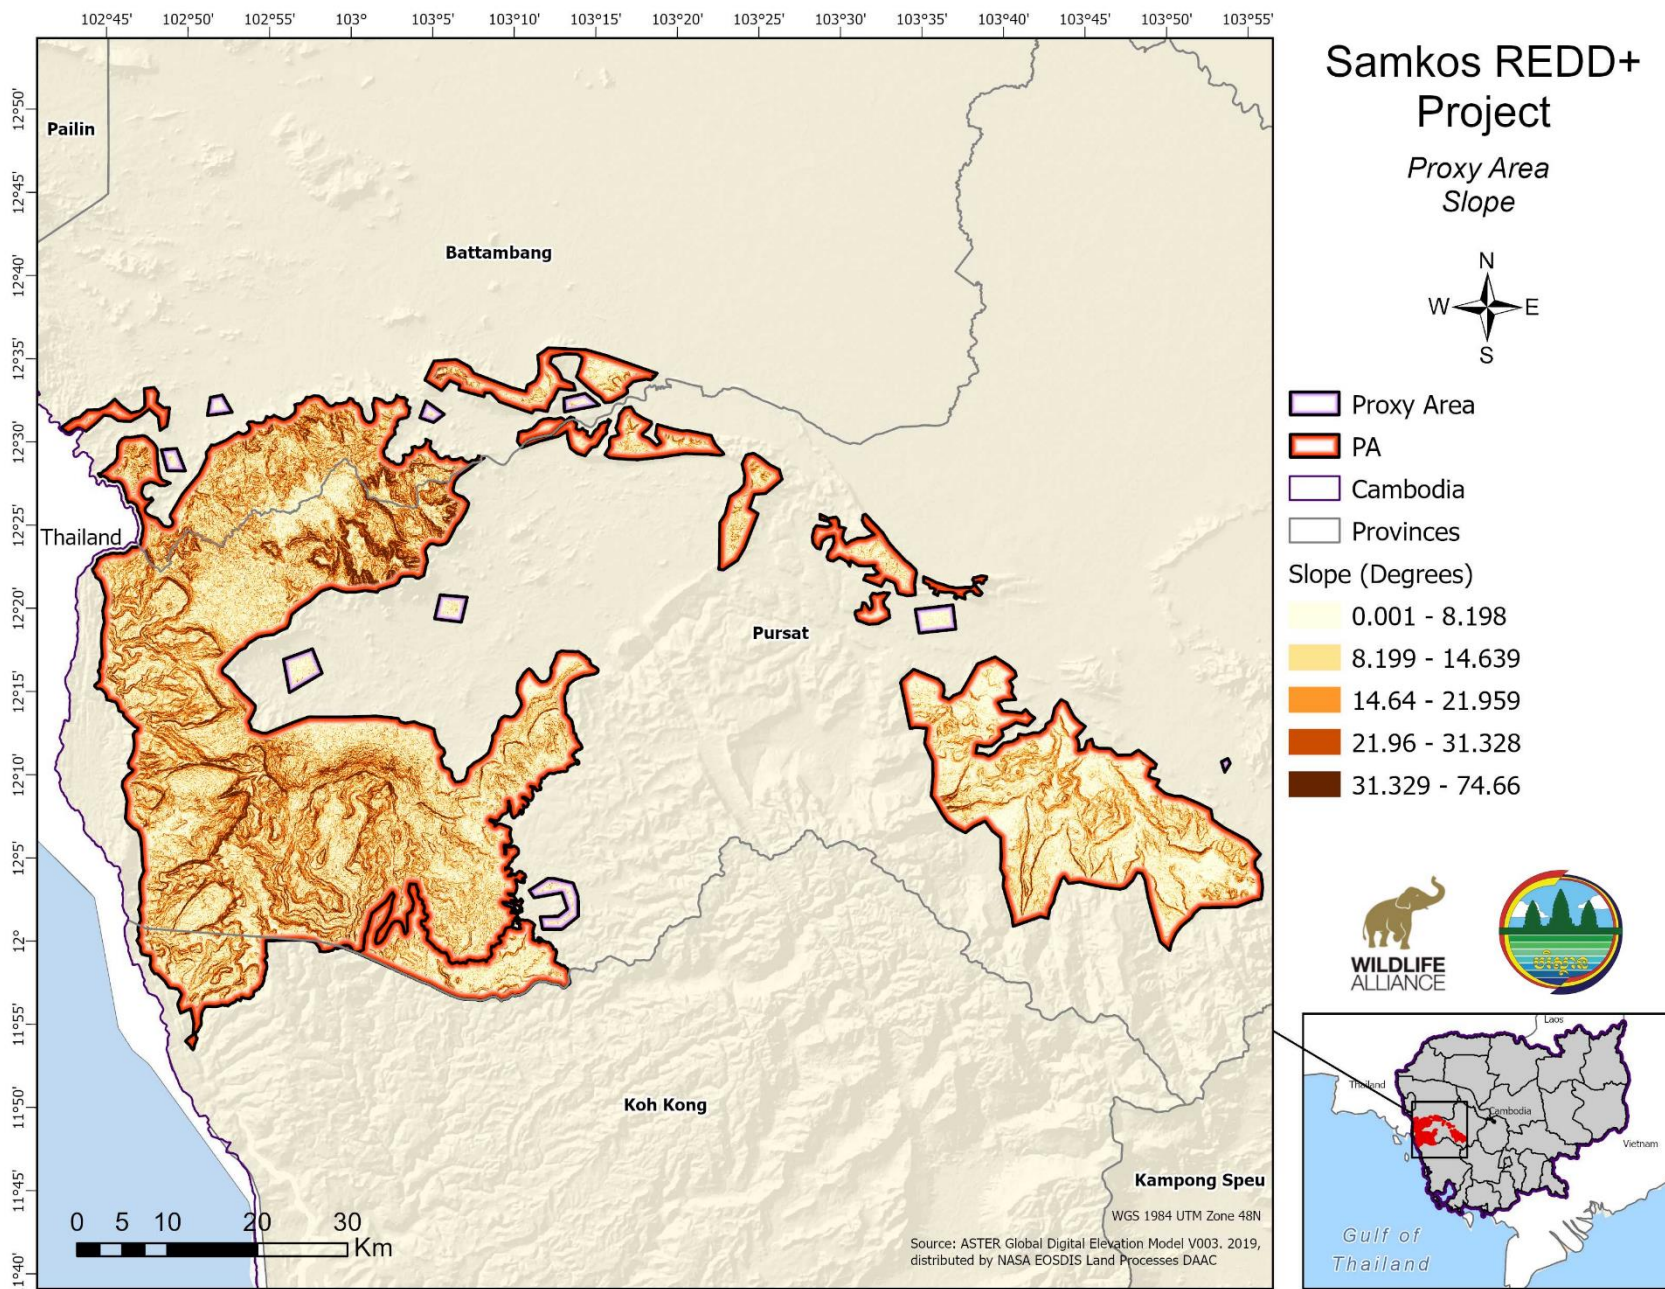 102°45' 102°50' 102°55' 103° 103°5' 103°10' 103°15' 103°20' 103°25' 103°30' 103°35' 103°40' 103°45' 103°50' 103°55'
12°50'
12°45'
12°40'
12°35'
12°30'
12°25'
12°20'
12°15'
12°10'
12°5'
12°
11°55'
11°50'
11°45'
1°40'
Pailin
Battambang
Thailand
Pursat
Koh Kong
Kampong Speu
0 5 10 20 30
Km
WGS 1984 UTM Zone 48N
Source: ASTER Global Digital Elevation Model V003. 2019,
distributed by NASA EOSDIS Land Processes DAAC
Samkos REDD+
Project
Proxy Area
Slope
N
W E
S
Proxy Area
PA
Cambodia
Provinces
Slope (Degrees)
0.001 - 8.198
8.199 - 14.639
14.64 - 21.959
21.96 - 31.328
31.329 - 74.66
WILDLIFE
ALLIANCE
Laos
Thailand
Cambodia
Vietnam
Gulf of
Thailand